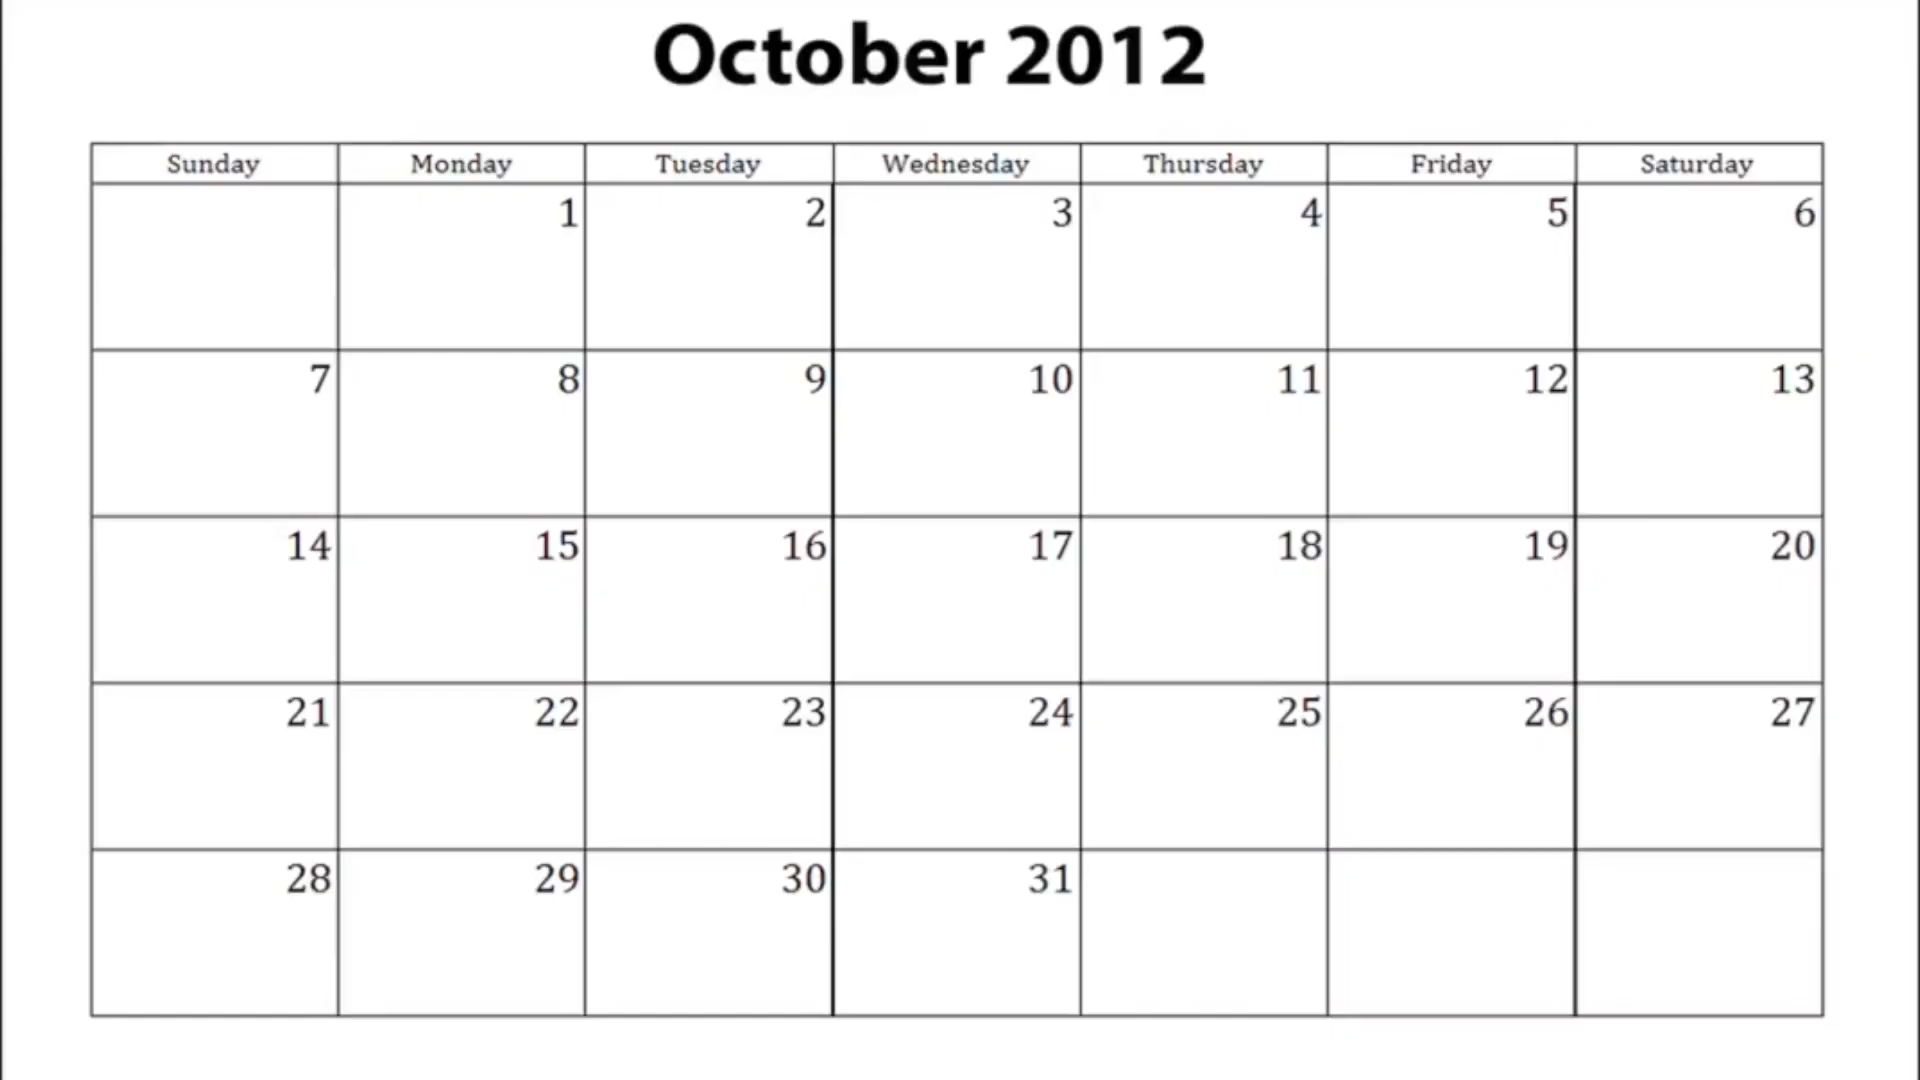 October 2012
Sunday Monday Tuesday Wednesday Thursday Friday Saturday
1 2 3 4 5 6
7 8 9 10 11 12 13
14 15 16 17 18 19 20
21 22 23 24 25 26 27
28 29 30 31